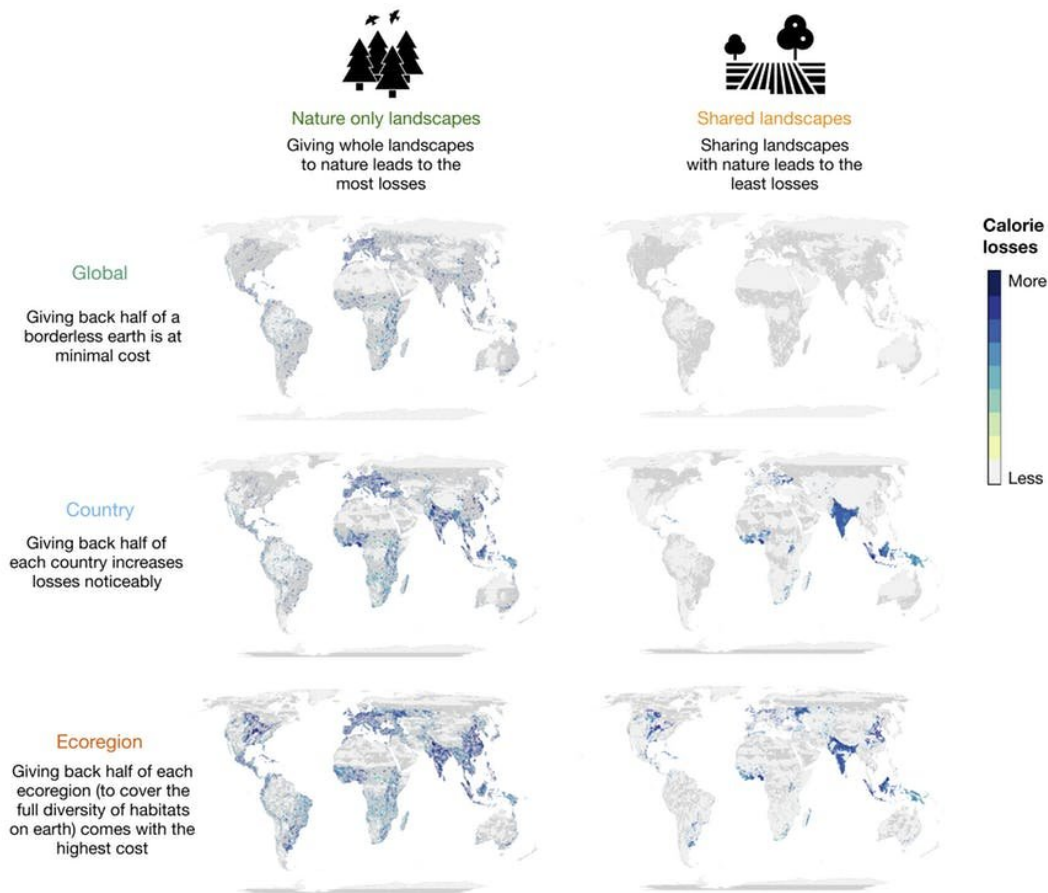 Nature only landscapes
Giving whole landscapes
to nature leads to the
most losses
Shared landscapes
Sharing landscapes
with nature leads to the
least losses
Calorie
losses
More
Less
Global
Giving back half of a
borderless earth is at
minimal cost
Country
Giving back half of
each country increases
losses noticeably
Ecoregion
Giving back half of each
ecoregion (to cover the
full diversity of habitats
on earth) comes with the
highest cost